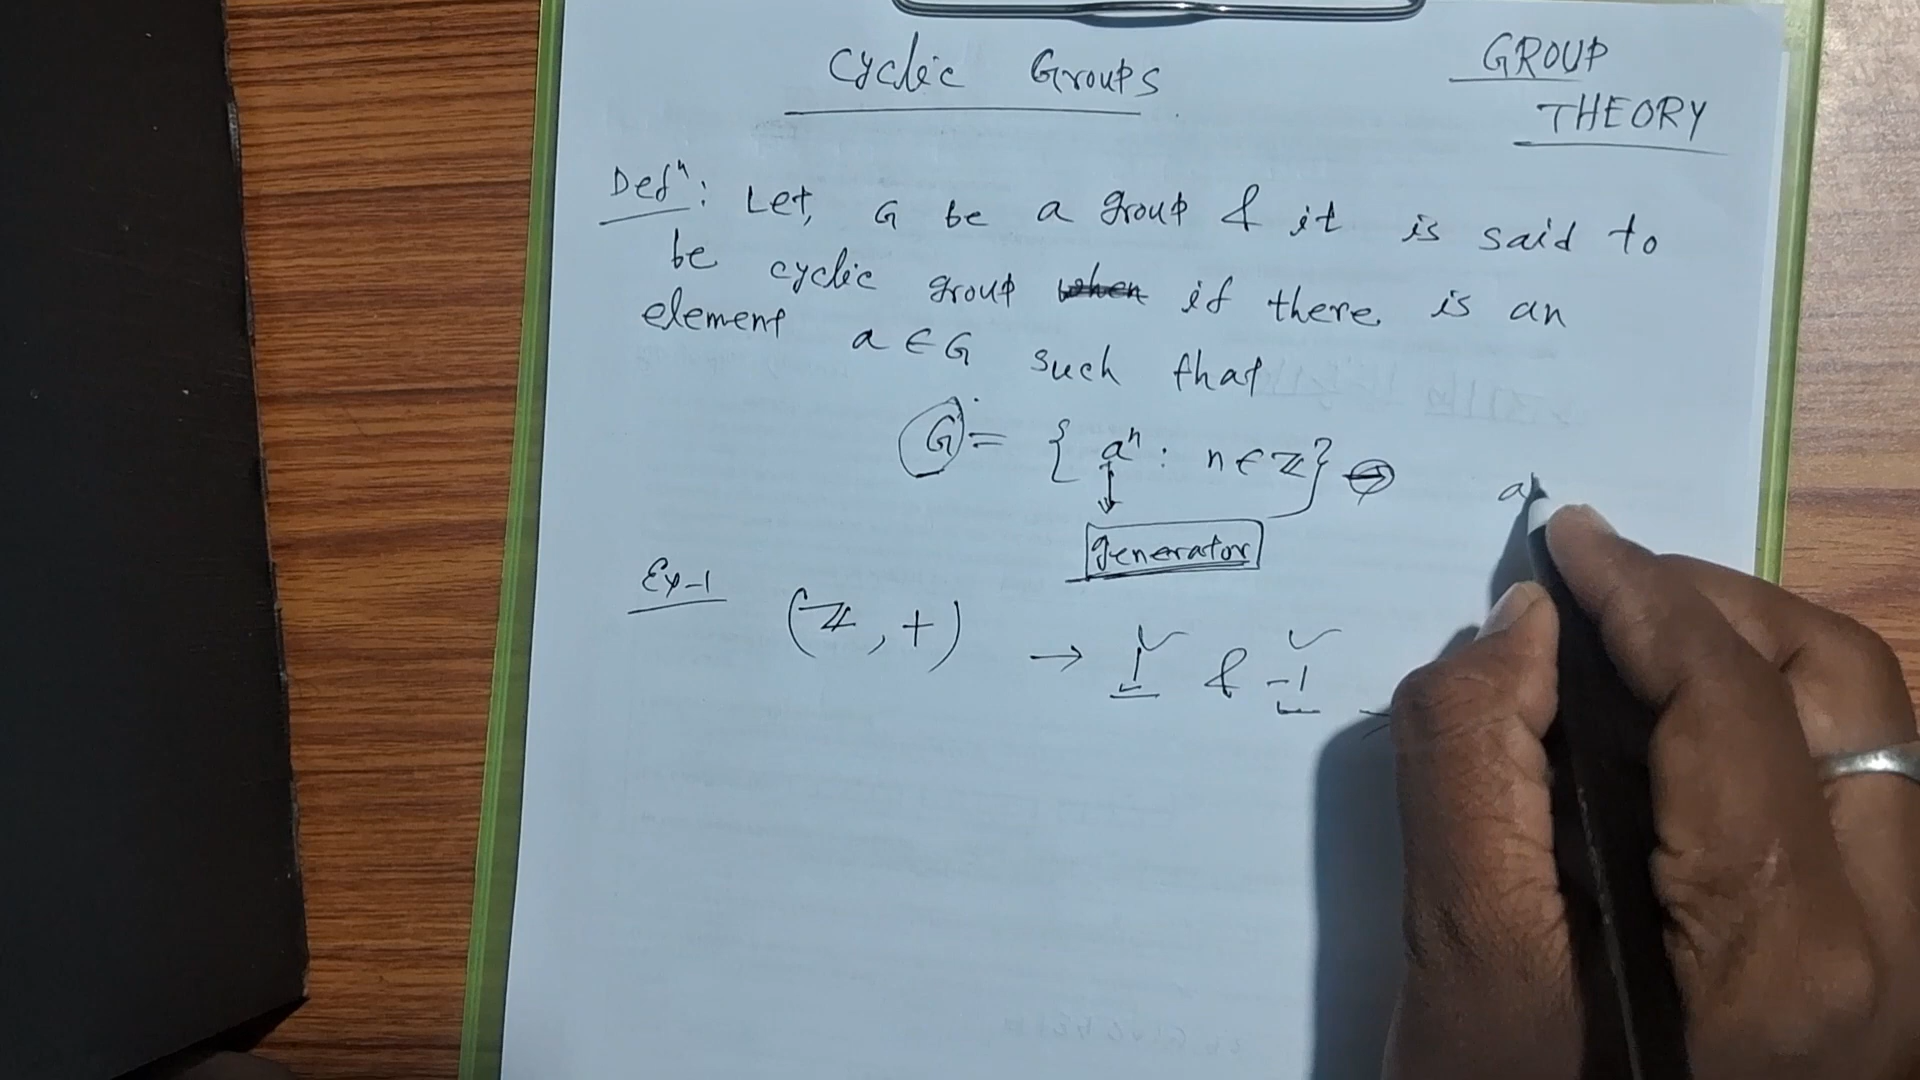 Cyclic Groups
GROUP
THEORY
Defⁿ: Let, G be a group & it is said to
be cyclic group when if there is an
element a ∈ G such that
G = { aⁿ : n ∈ ℤ }
generator
Ex-1 (ℤ, +) → 1 & -1
a